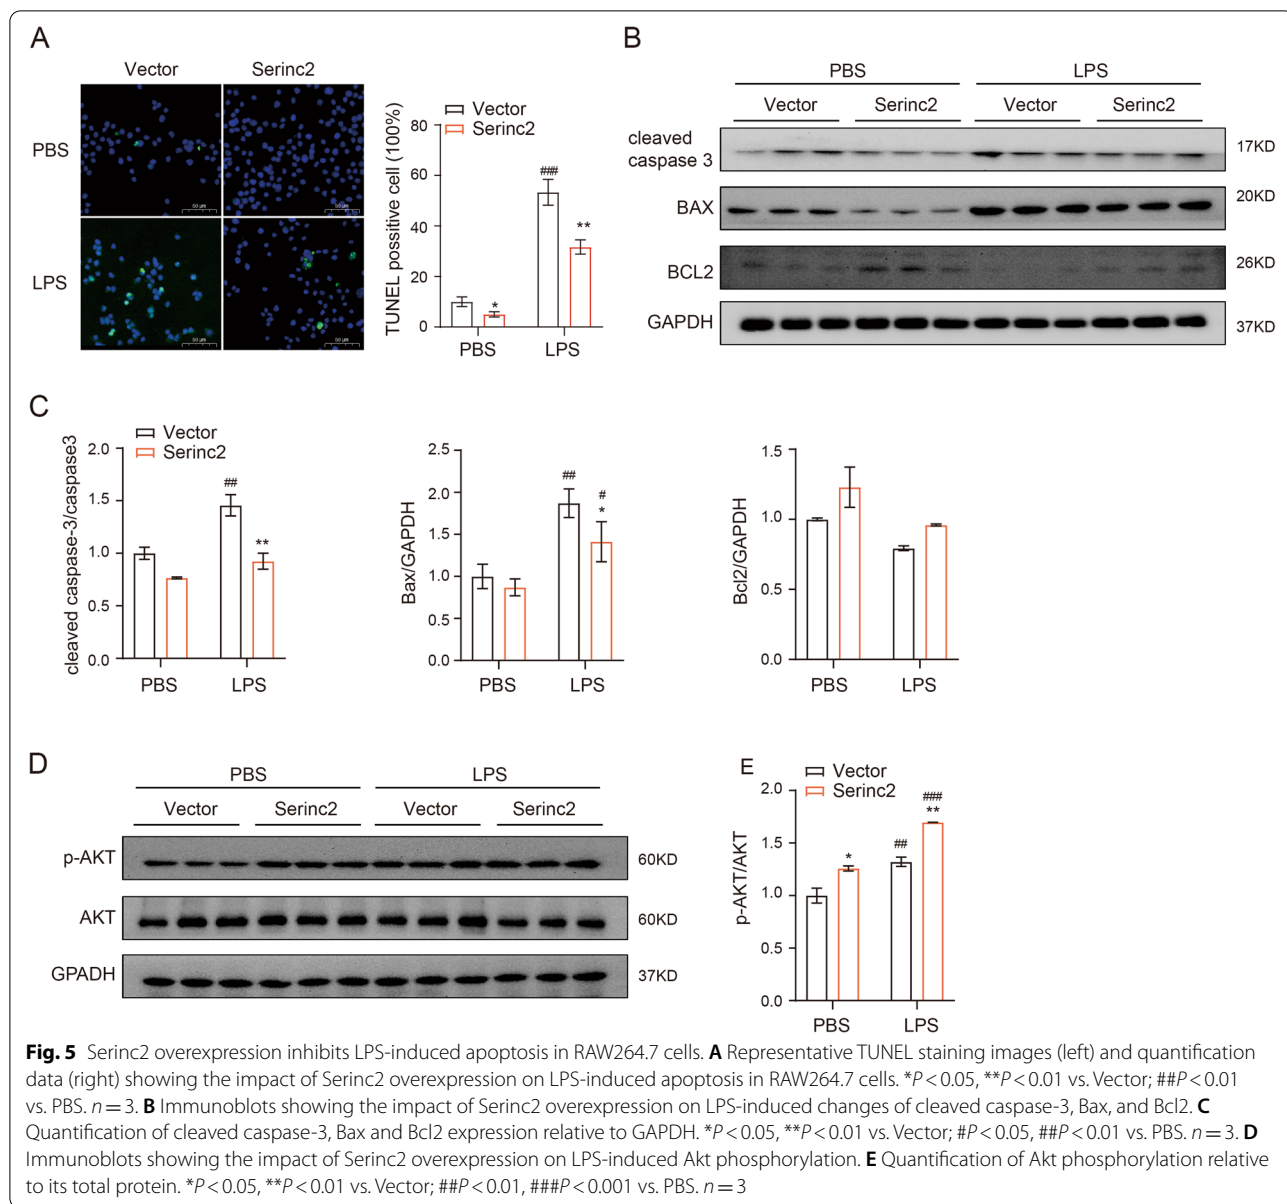 A
Vector Serinc2
PBS
LPS
50 µm
50 µm
50 µm
50 µm
Vector
Serinc2
TUNEL possitive cell (100%)
80
60
40
20
0
*
###
**
PBS LPS
B
PBS LPS
Vector Serinc2 Vector Serinc2
cleaved
caspase 3
17KD
BAX 20KD
BCL2 26KD
GAPDH 37KD
C
Vector
Serinc2
cleaved caspase-3/caspase3
2.0
1.5
1.0
0.5
0.0
##
**
PBS LPS
Bax/GAPDH
2.5
2.0
1.5
1.0
0.5
0.0
##
#
*
PBS LPS
Bcl2/GAPDH
1.5
1.0
0.5
0.0
PBS LPS
D
PBS LPS
Vector Serinc2 Vector Serinc2
p-AKT 60KD
AKT 60KD
GPADH 37KD
E
Vector
Serinc2
p-AKT/AKT
2.0
1.5
1.0
0.5
0.0
*
##
###
**
PBS LPS
Fig. 5 Serinc2 overexpression inhibits LPS-induced apoptosis in RAW264.7 cells. A Representative TUNEL staining images (left) and quantification
data (right) showing the impact of Serinc2 overexpression on LPS-induced apoptosis in RAW264.7 cells. *P < 0.05, **P < 0.01 vs. Vector; ##P < 0.01
vs. PBS. n = 3. B Immunoblots showing the impact of Serinc2 overexpression on LPS-induced changes of cleaved caspase-3, Bax, and Bcl2. C
Quantification of cleaved caspase-3, Bax and Bcl2 expression relative to GAPDH. *P < 0.05, **P < 0.01 vs. Vector; #P < 0.05, ##P < 0.01 vs. PBS. n = 3. D
Immunoblots showing the impact of Serinc2 overexpression on LPS-induced Akt phosphorylation. E Quantification of Akt phosphorylation relative
to its total protein. *P < 0.05, **P < 0.01 vs. Vector; ##P < 0.01, ###P < 0.001 vs. PBS. n = 3